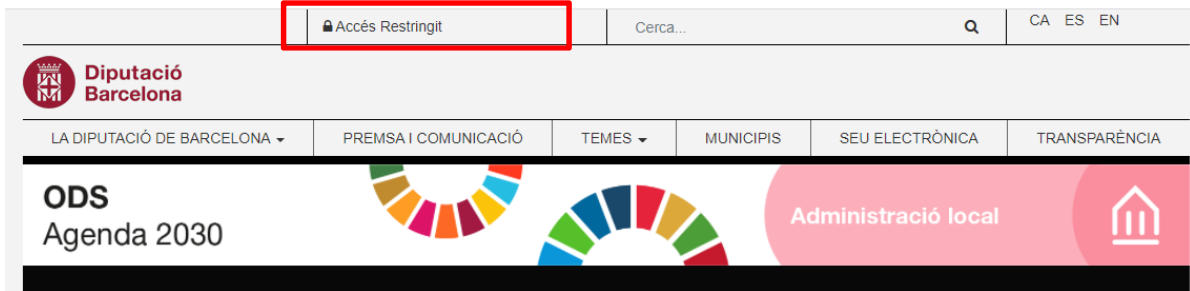 Accés Restringit
Cerca...
CA ES EN
Diputació
Barcelona
LA DIPUTACIÓ DE BARCELONA
PREMSA I COMUNICACIÓ
TEMES
MUNICIPIS
SEU ELECTRÒNICA
TRANSPARÈNCIA
ODS
Agenda 2030
Administració local